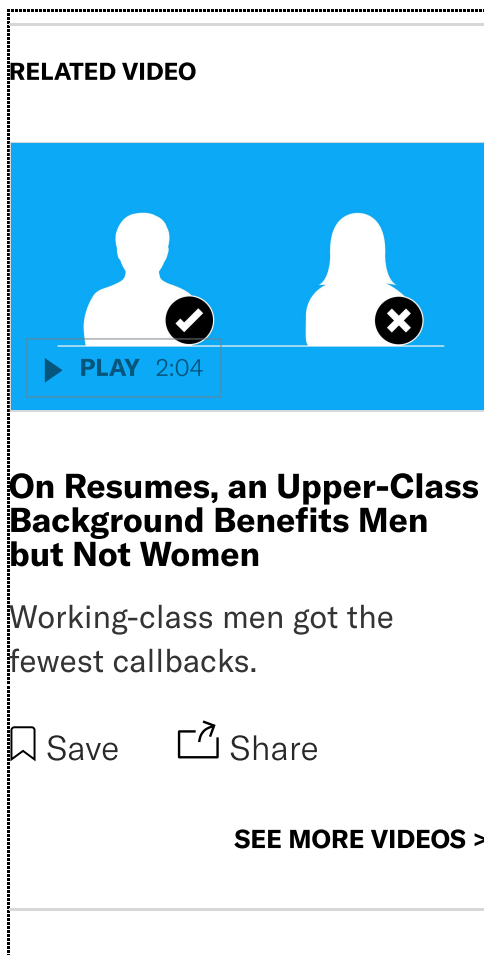 RELATED VIDEO
PLAY 2:04
On Resumes, an Upper-Class
Background Benefits Men
but Not Women
Working-class men got the
fewest callbacks.
Save
Share
SEE MORE VIDEOS >